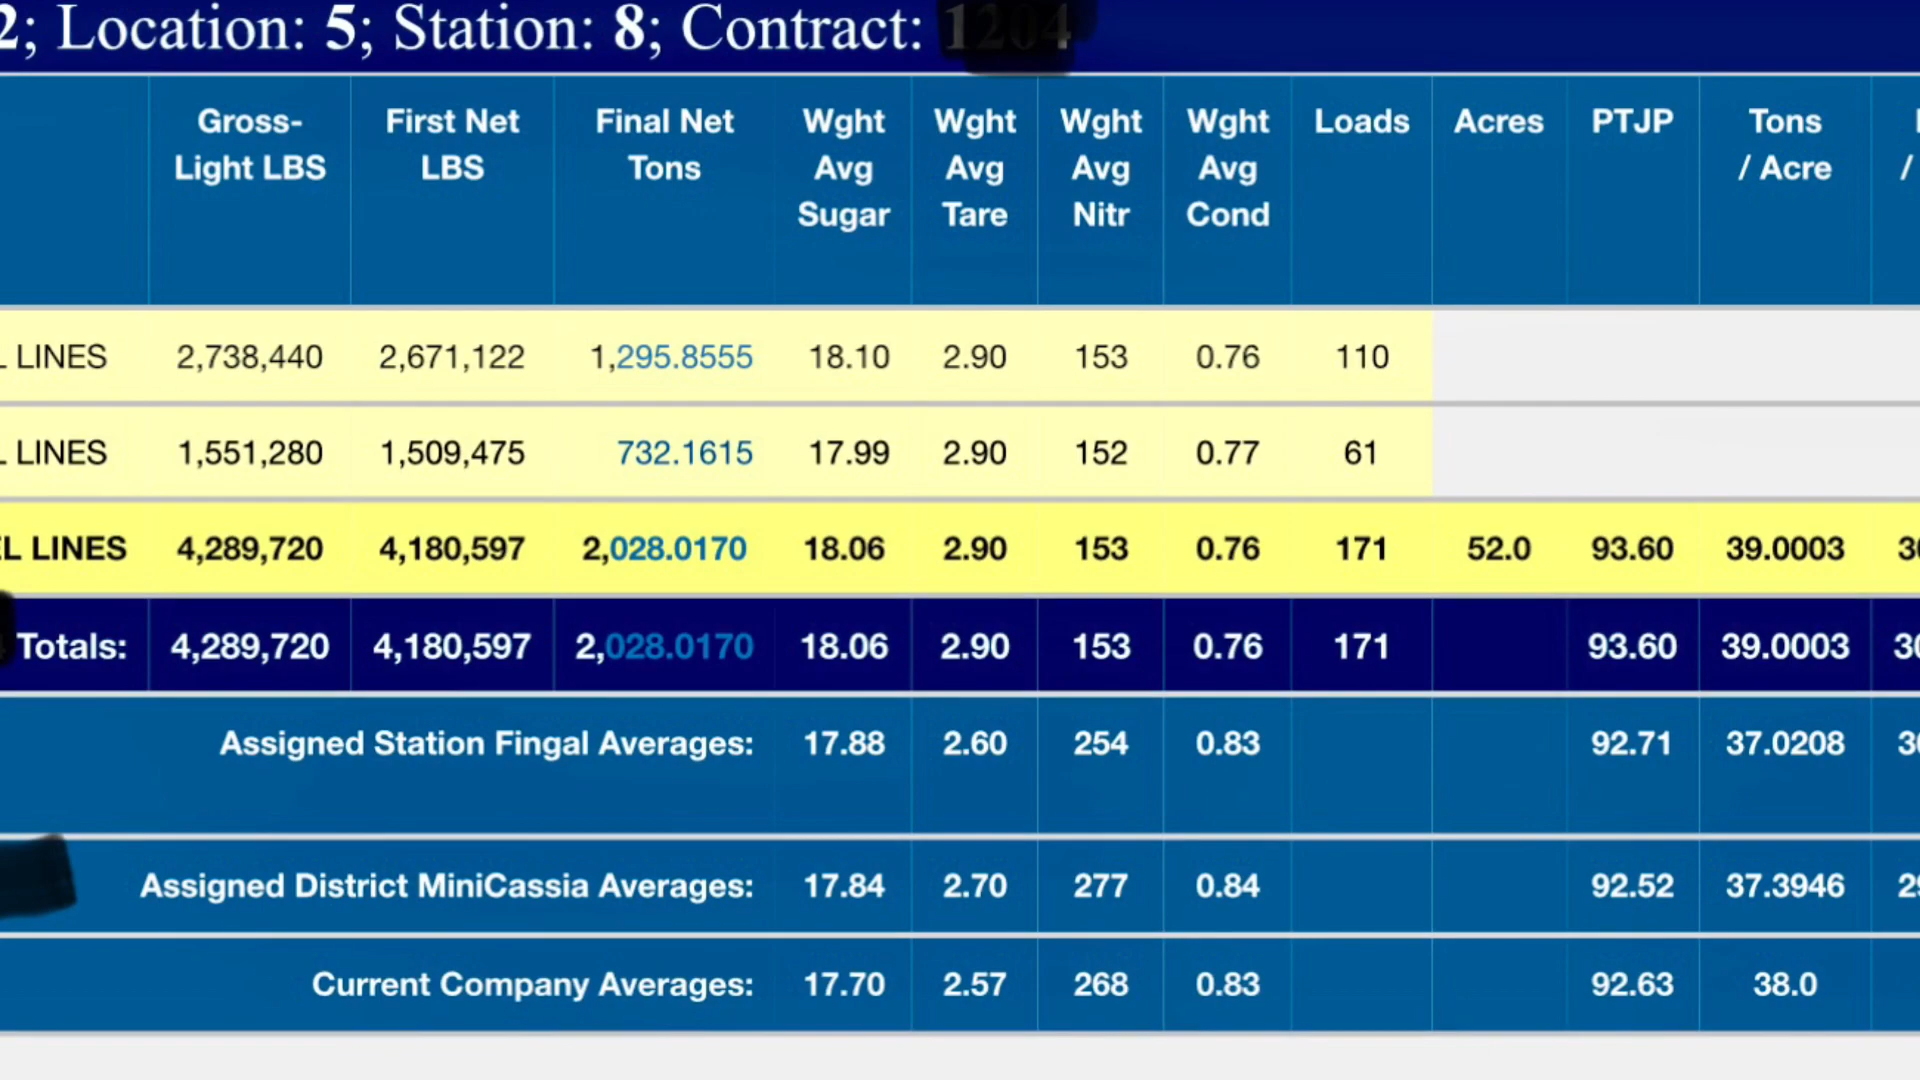 2; Location: 5; Station: 8; Contract: 1204
Gross-Light LBS First Net LBS Final Net Tons Wght Avg Sugar Wght Avg Tare Wght Avg Nitr Wght Avg Cond Loads Acres PTJP Tons / Acre /
L LINES 2,738,440 2,671,122 1,295.8555 18.10 2.90 153 0.76 110
L LINES 1,551,280 1,509,475 732.1615 17.99 2.90 152 0.77 61
EL LINES 4,289,720 4,180,597 2,028.0170 18.06 2.90 153 0.76 171 52.0 93.60 39.0003 30
Totals: 4,289,720 4,180,597 2,028.0170 18.06 2.90 153 0.76 171 93.60 39.0003 30
Assigned Station Fingal Averages: 17.88 2.60 254 0.83 92.71 37.0208 30
Assigned District MiniCassia Averages: 17.84 2.70 277 0.84 92.52 37.3946 29
Current Company Averages: 17.70 2.57 268 0.83 92.63 38.0